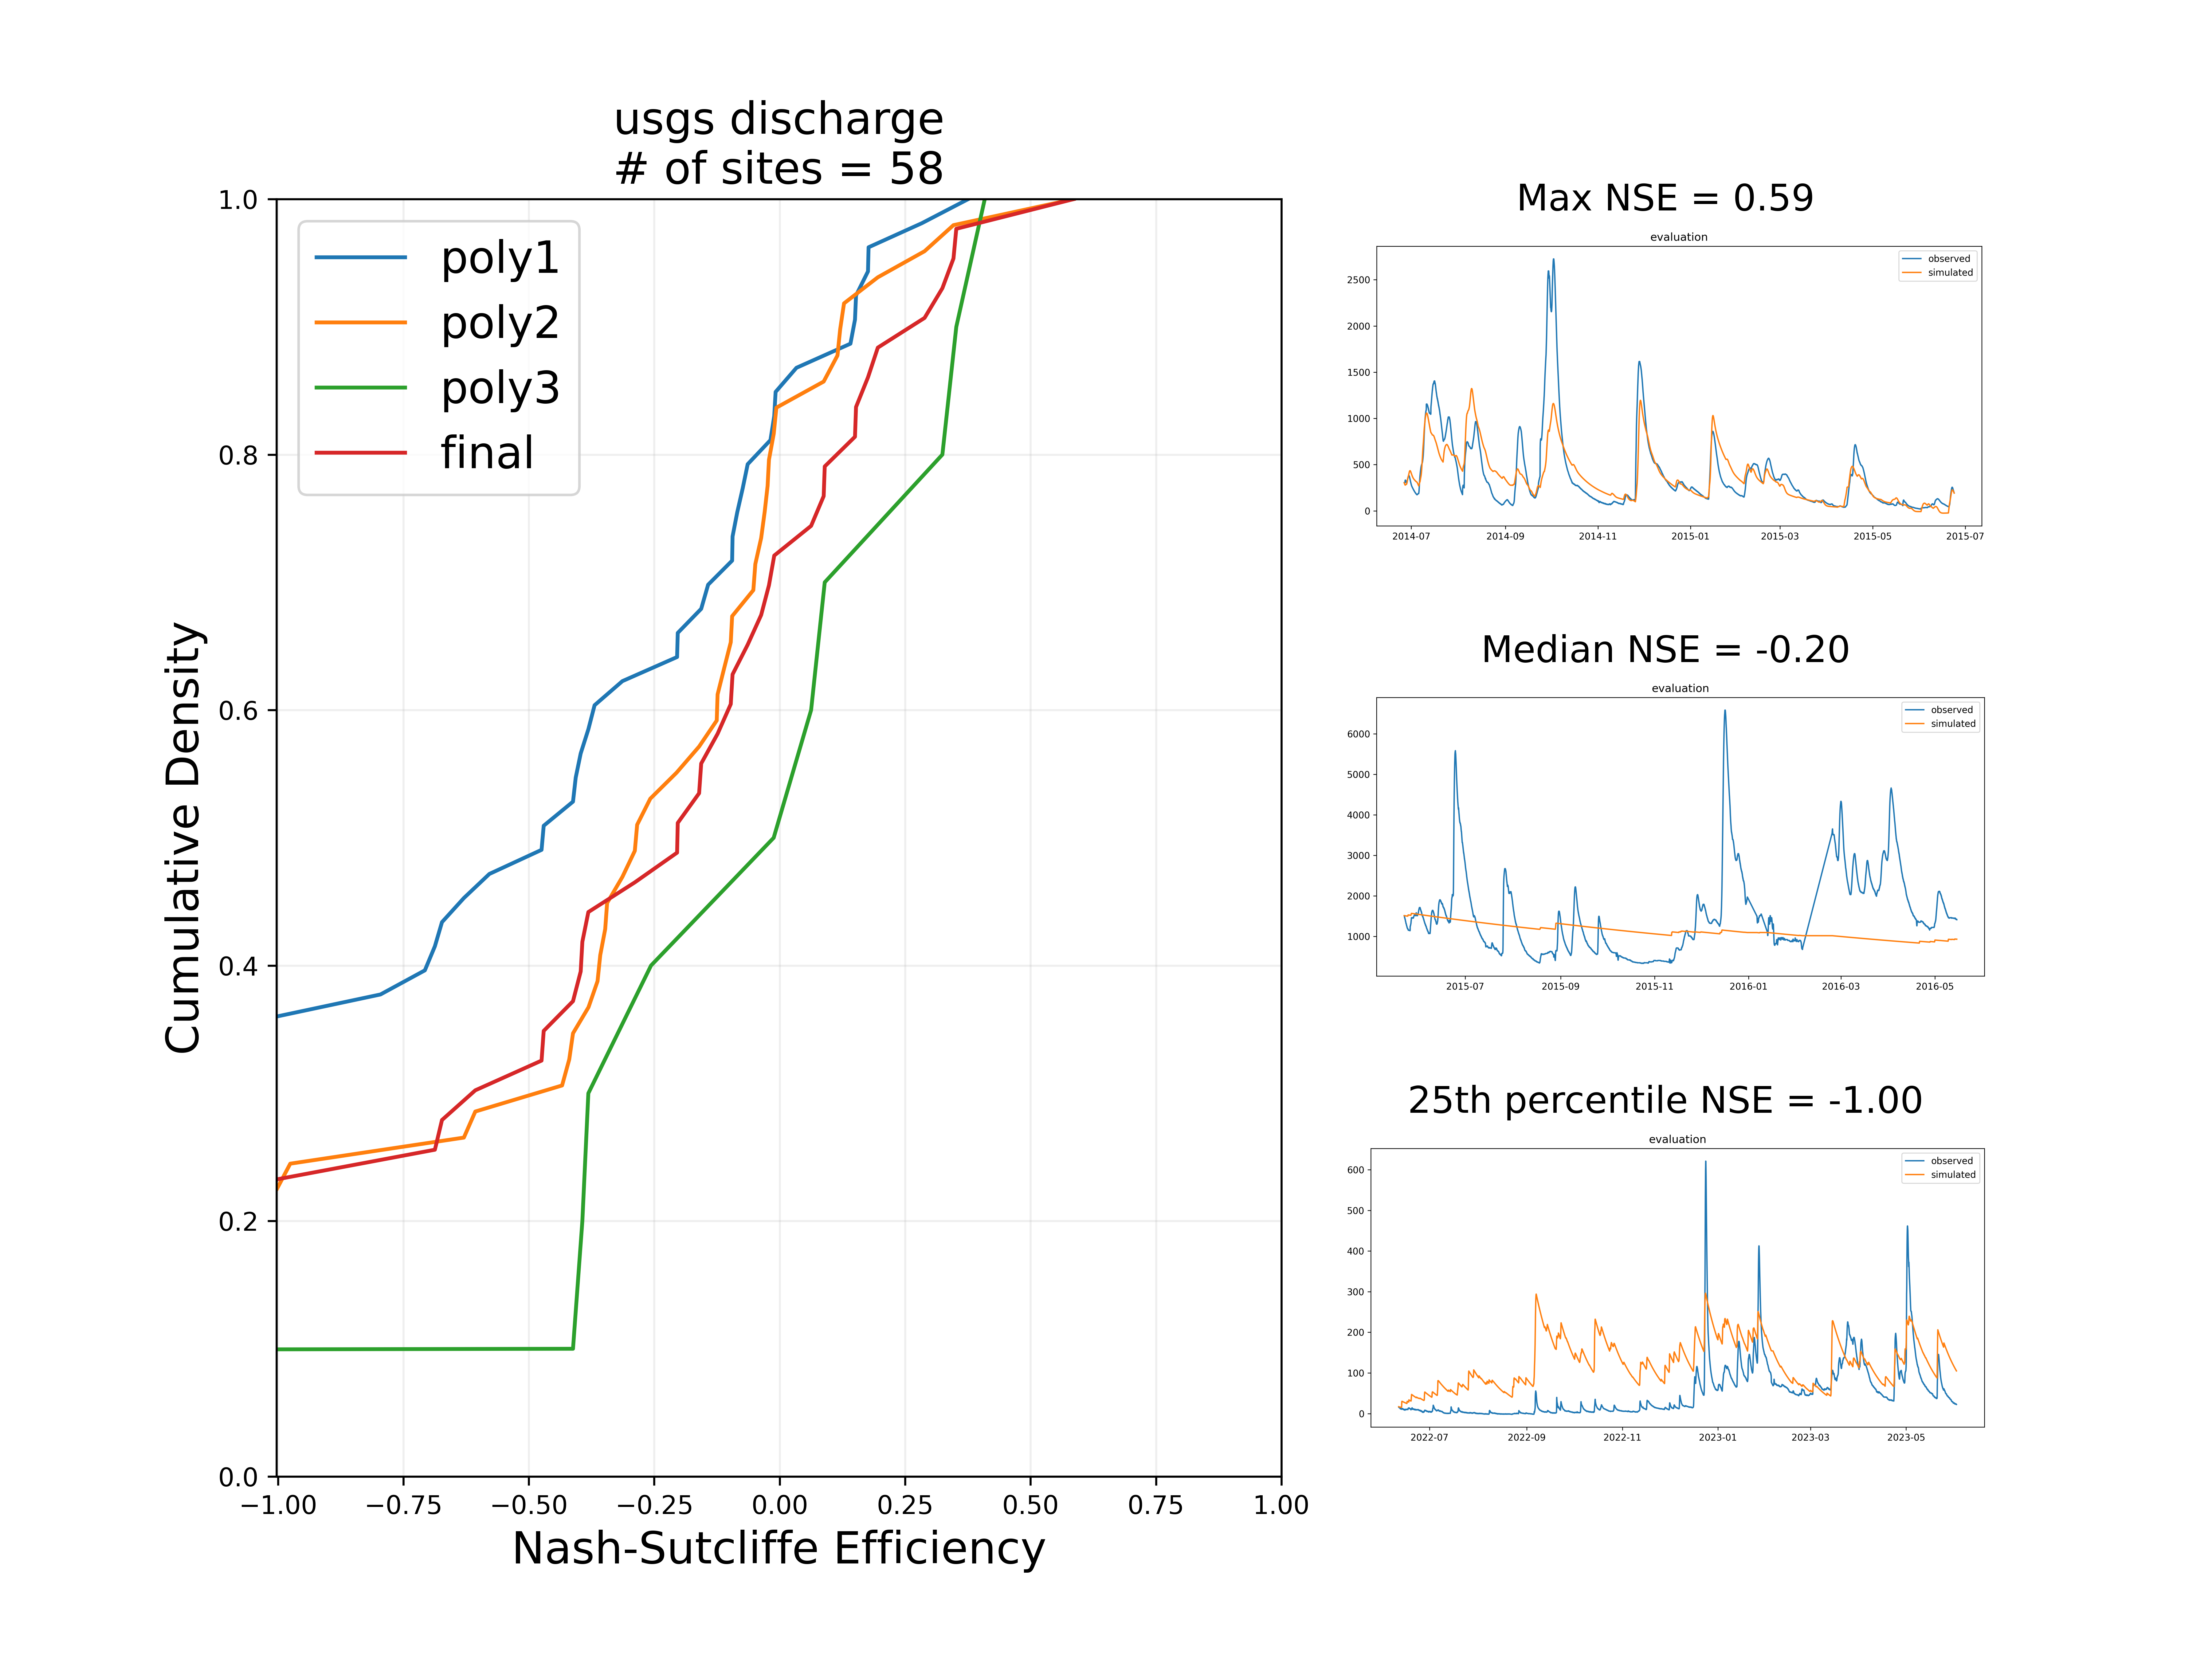 usgs discharge
# of sites = 58
1.0
0.8
0.6
0.4
0.2
0.0
Cumulative Density
poly1
poly2
poly3
final
−1.00 −0.75 −0.50 −0.25 0.00 0.25 0.50 0.75 1.00
Nash-Sutcliffe Efficiency
Max NSE = 0.59
evaluation
observed
simulated
2500
2000
1500
1000
500
0
2014-07 2014-09 2014-11 2015-01 2015-03 2015-05 2015-07
Median NSE = -0.20
evaluation
observed
simulated
6000
5000
4000
3000
2000
1000
2015-07 2015-09 2015-11 2016-01 2016-03 2016-05
25th percentile NSE = -1.00
evaluation
observed
simulated
600
500
400
300
200
100
0
2022-07 2022-09 2022-11 2023-01 2023-03 2023-05